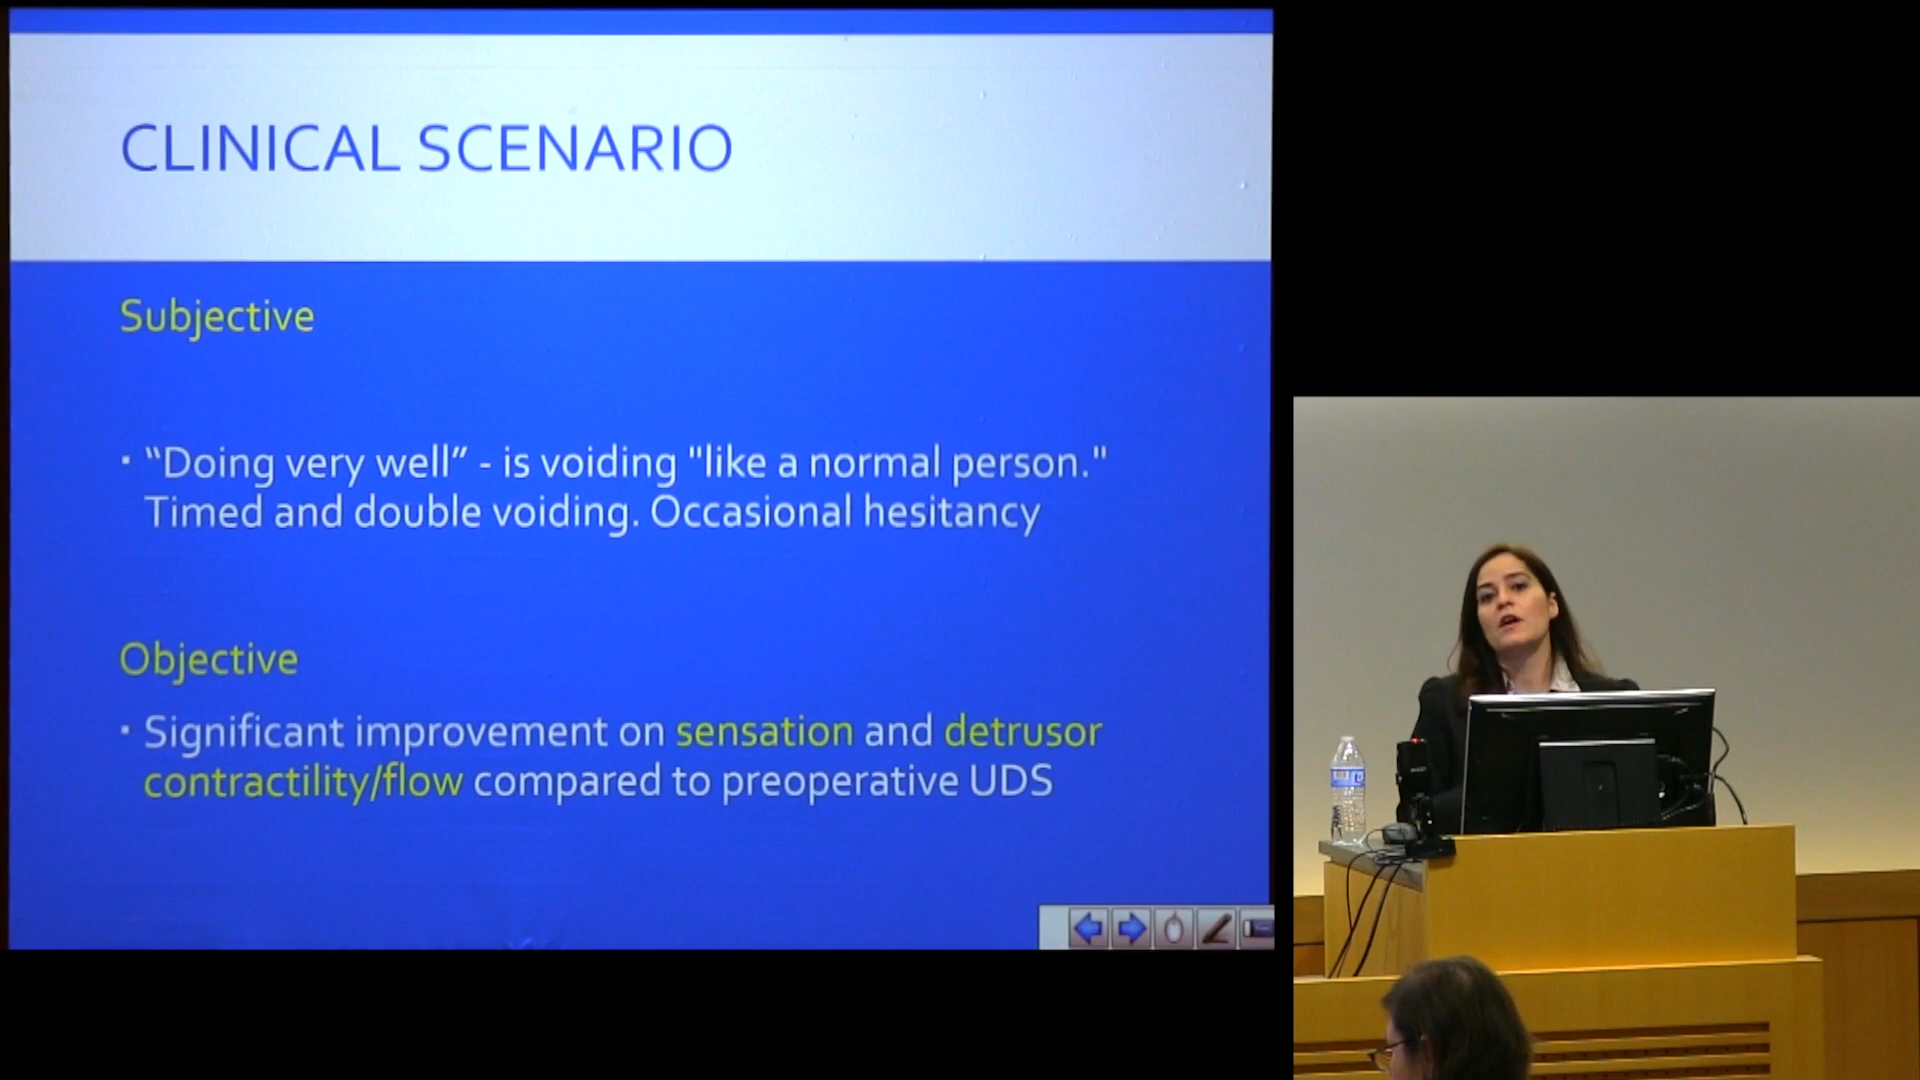 CLINICAL SCENARIO
Subjective
▪ “Doing very well” - is voiding "like a normal person."
Timed and double voiding. Occasional hesitancy
Objective
▪ Significant improvement on sensation and detrusor
contractility/flow compared to preoperative UDS